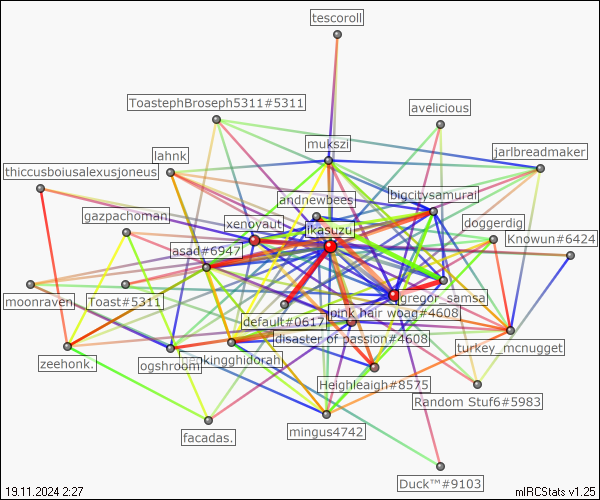 tescoroll
ToastephBroseph5311#5311
avelicious
mukszi
jarlbreadmaker
lahnk
thiccusboiusalexusjoneus
bigcitysamurai
andnewbees
gazpachoman
xenoyaut
doggerdig
ikasuzu
Knowun#6424
asad#6947
moonraven
Toast#5311
gregor_samsa
default#0617
pink hair woag#4608
disaster of passion#4608
turkey_mcnugget
zeehonk.
ogshroom
Heighleaigh#8575
Random Stuf6#5983
facadas.
mingus4742
Duck™#9103
19.11.2024 2:27
mIRCStats v1.25